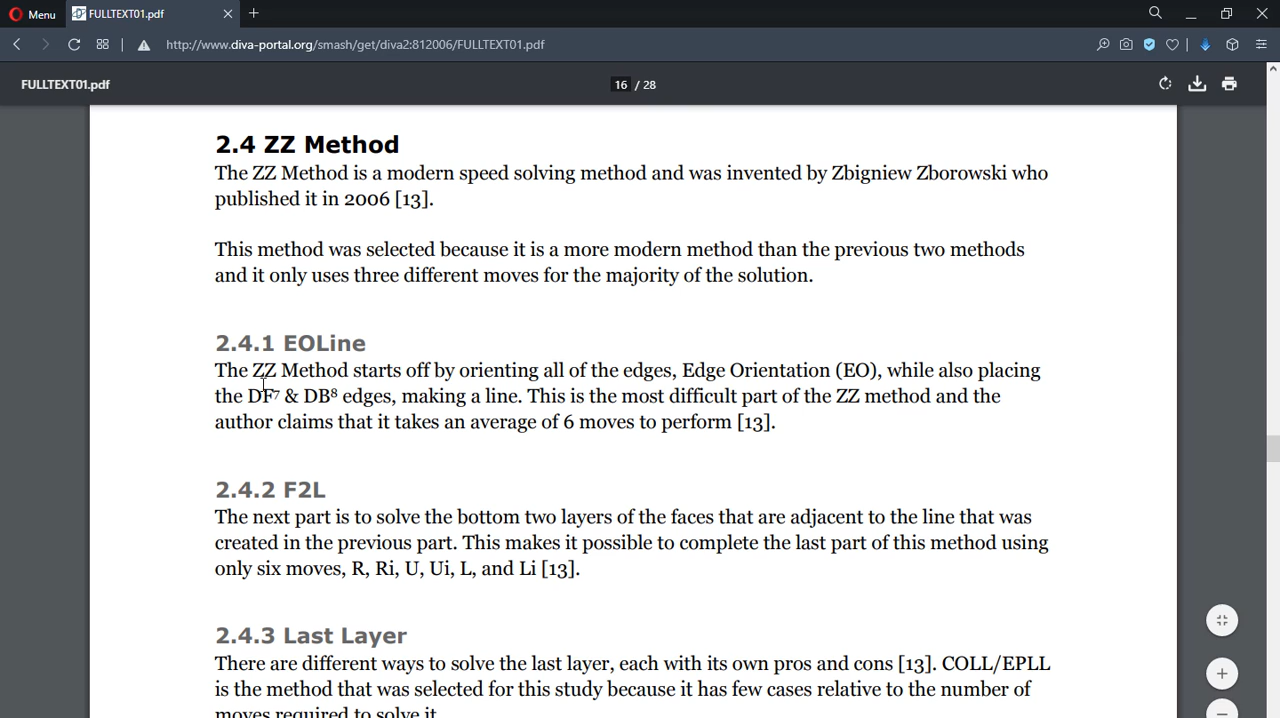 Menu
FULLTEXT01.pdf
http://www.diva-portal.org/smash/get/diva2:812006/FULLTEXT01.pdf
FULLTEXT01.pdf
16 / 28
2.4 ZZ Method
The ZZ Method is a modern speed solving method and was invented by Zbigniew Zborowski who
published it in 2006 [13].
This method was selected because it is a more modern method than the previous two methods
and it only uses three different moves for the majority of the solution.
2.4.1 EOLine
The ZZ Method starts off by orienting all of the edges, Edge Orientation (EO), while also placing
the DF⁷ & DB⁸ edges, making a line. This is the most difficult part of the ZZ method and the
author claims that it takes an average of 6 moves to perform [13].
2.4.2 F2L
The next part is to solve the bottom two layers of the faces that are adjacent to the line that was
created in the previous part. This makes it possible to complete the last part of this method using
only six moves, R, Ri, U, Ui, L, and Li [13].
2.4.3 Last Layer
There are different ways to solve the last layer, each with its own pros and cons [13]. COLL/EPLL
is the method that was selected for this study because it has few cases relative to the number of
moves required to solve it.